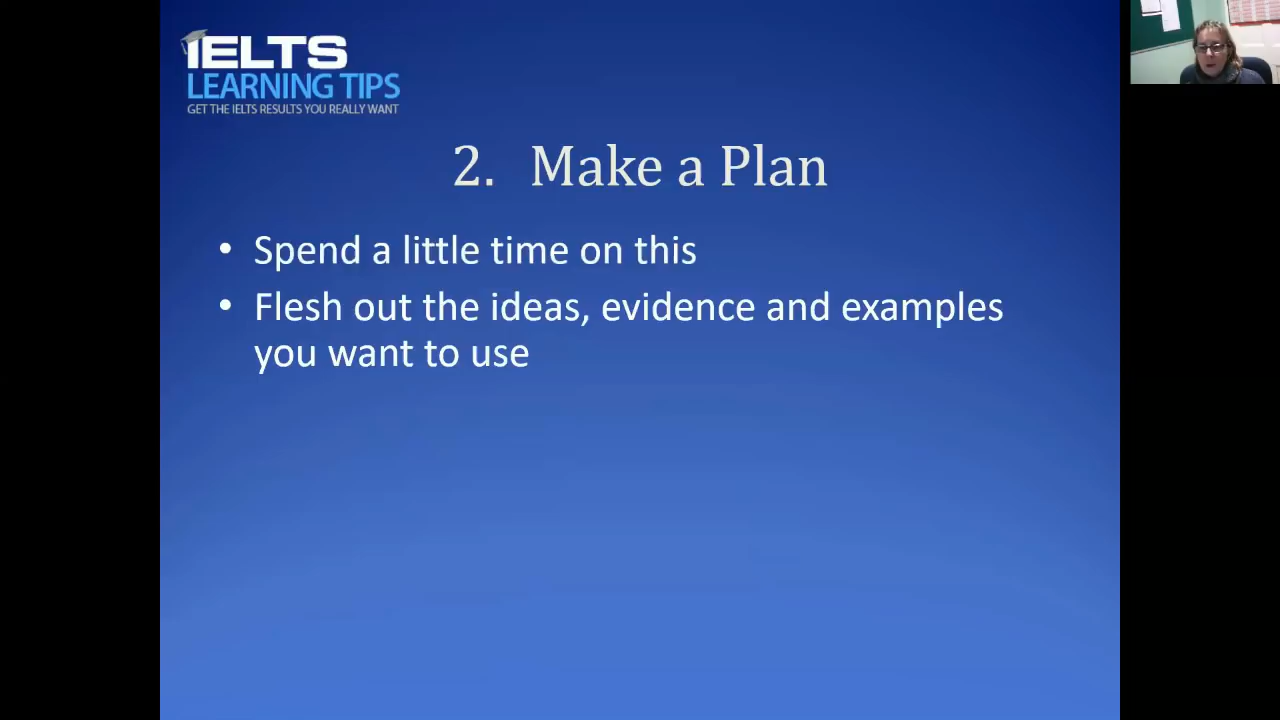 IELTS
LEARNING TIPS
GET THE IELTS RESULTS YOU REALLY WANT
2. Make a Plan
• Spend a little time on this
• Flesh out the ideas, evidence and examples
you want to use